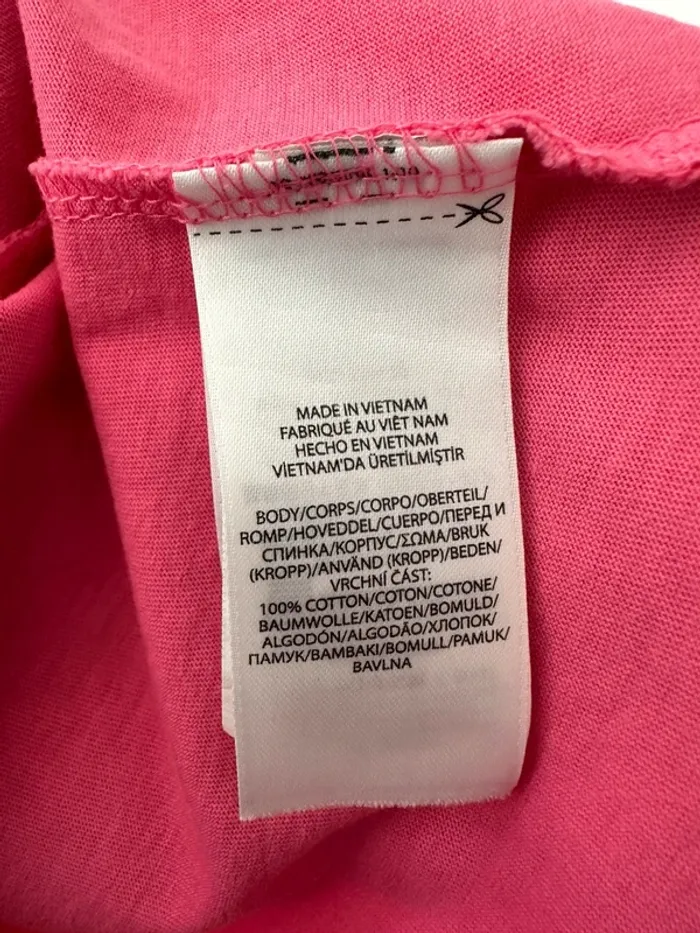 MADE IN VIETNAM
FABRIQUÉ AU VIÊT NAM
HECHO EN VIETNAM
VİETNAM'DA ÜRETİLMİŞTİR
BODY/CORPS/CORPO/OBERTEIL/
ROMP/HOVEDDEL/CUERPO/ПЕРЕД И
СПИНКА/КОРПУС/ΣΩΜΑ/BRUK
(KROPP)/ANVÄND (KROPP)/BEDEN/
VRCHNÍ ČÁST:
100% COTTON/COTON/COTONE/
BAUMWOLLE/KATOEN/BOMULD/
ALGODÓN/ALGODÃO/ХЛОПОК/
ПАМУК/BAMBAKI/BOMULL/PAMUK/
BAVLNA